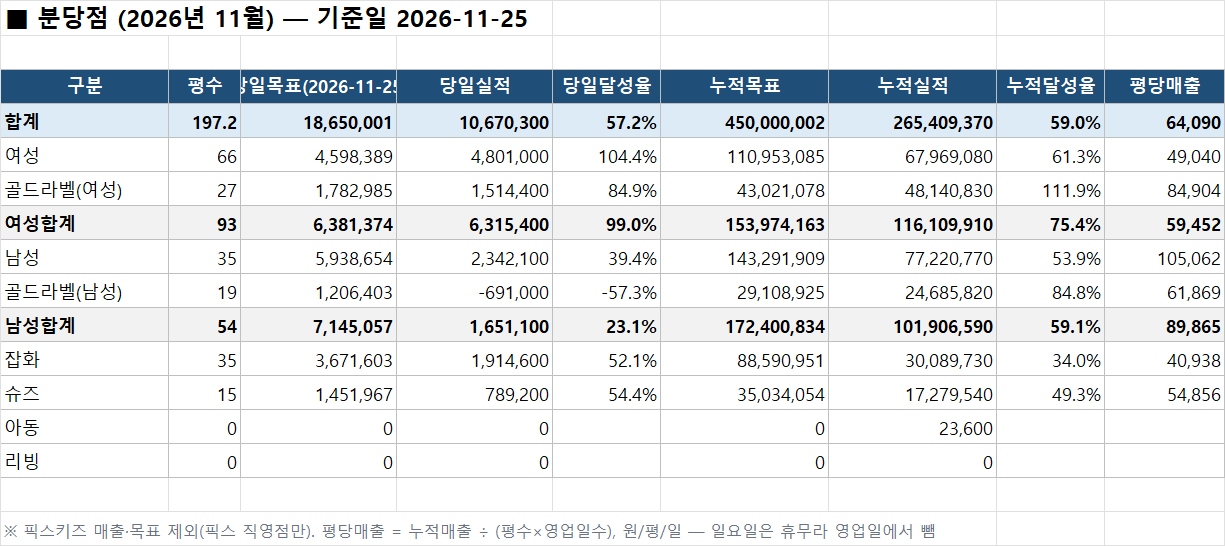 ■ 분당점 (2026년 11월) — 기준일 2026-11-25
구분 평수 당일목표(2026-11-25 당일실적 당일달성율 누적목표 누적실적 누적달성율 평당매출
합계 197.2 18,650,001 10,670,300 57.2% 450,000,002 265,409,370 59.0% 64,090
여성 66 4,598,389 4,801,000 104.4% 110,953,085 67,969,080 61.3% 49,040
골드라벨(여성) 27 1,782,985 1,514,400 84.9% 43,021,078 48,140,830 111.9% 84,904
여성합계 93 6,381,374 6,315,400 99.0% 153,974,163 116,109,910 75.4% 59,452
남성 35 5,938,654 2,342,100 39.4% 143,291,909 77,220,770 53.9% 105,062
골드라벨(남성) 19 1,206,403 -691,000 -57.3% 29,108,925 24,685,820 84.8% 61,869
남성합계 54 7,145,057 1,651,100 23.1% 172,400,834 101,906,590 59.1% 89,865
잡화 35 3,671,603 1,914,600 52.1% 88,590,951 30,089,730 34.0% 40,938
슈즈 15 1,451,967 789,200 54.4% 35,034,054 17,279,540 49.3% 54,856
아동 0 0 0 0 23,600
리빙 0 0 0 0 0
※ 픽스키즈 매출·목표 제외(픽스 직영점만). 평당매출 = 누적매출 ÷ (평수×영업일수), 원/평/일 — 일요일은 휴무라 영업일에서 뺌